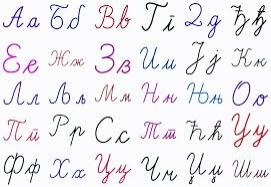 Аа Бб Вв Гг Дд Ђђ
Ее Жж Зз Ии Јј Кк
Лл Љљ Мм Нн Њњ Оо
Пп Рр Сс Тт Ћћ Уу
Фф Хх Цц Чч Џџ Шш